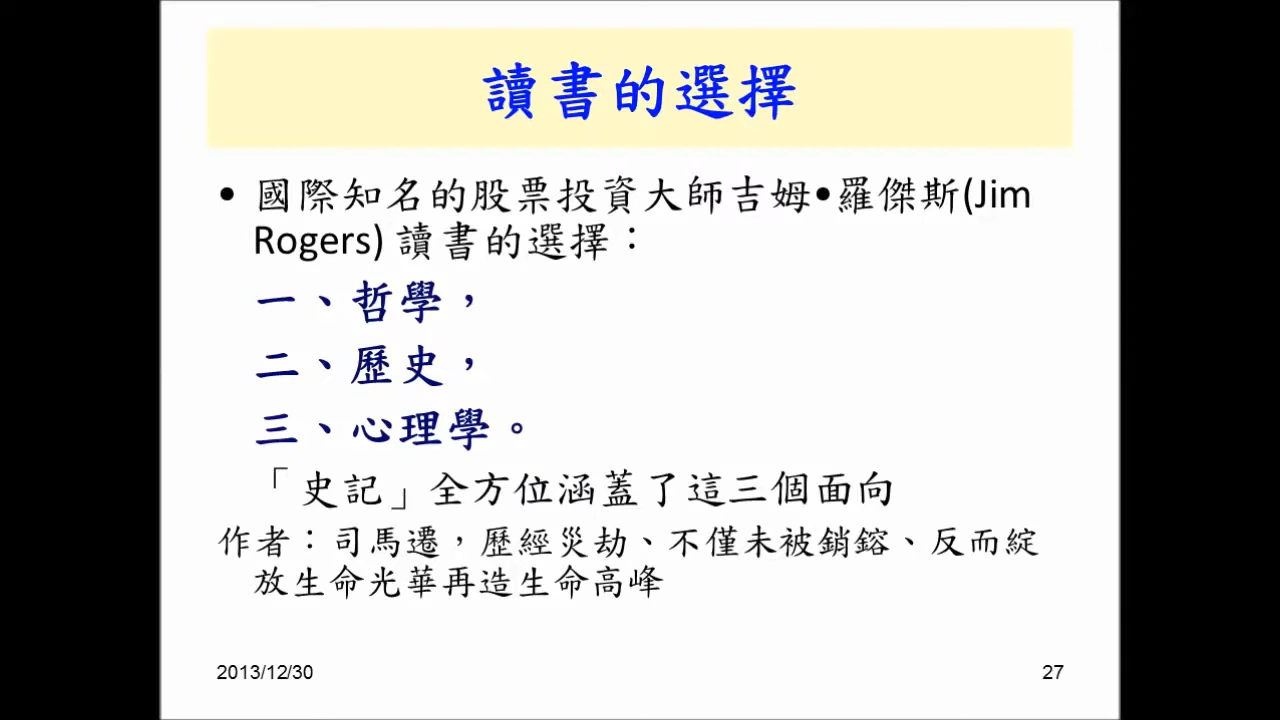 讀書的選擇
• 國際知名的股票投資大師吉姆•羅傑斯(Jim
Rogers) 讀書的選擇：
一、哲學，
二、歷史，
三、心理學。
「史記」全方位涵蓋了這三個面向
作者：司馬遷，歷經災劫、不僅未被銷鎔、反而綻
放生命光華再造生命高峰
2013/12/30
27